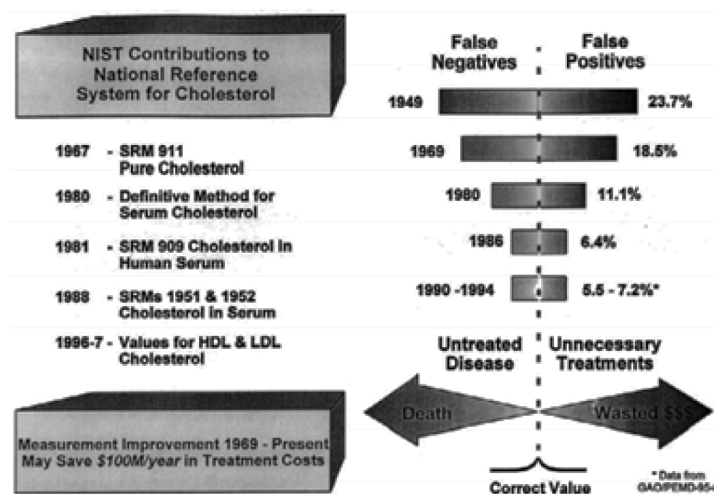 NIST Contributions to
National Reference
System for Cholesterol
1967 - SRM 911
Pure Cholesterol
1980 - Definitive Method for
Serum Cholesterol
1981 - SRM 909 Cholesterol in
Human Serum
1988 - SRMs 1951 & 1952
Cholesterol in Serum
1996-7 - Values for HDL & LDL
Cholesterol
Measurement Improvement 1969 - Present
May Save $100M/year in Treatment Costs
False
Negatives
False
Positives
1949 23.7%
1969 18.5%
1980 11.1%
1986 6.4%
1990 -1994 5.5 - 7.2%*
Untreated
Disease
Unnecessary
Treatments
Death
Wasted $$$
Correct Value
* Data from
GAO/PEMD-95-